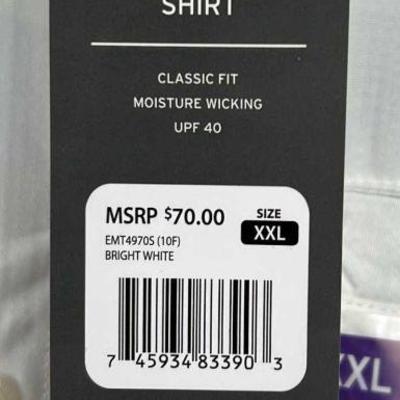 SHIRT
CLASSIC FIT
MOISTURE WICKING
UPF 40
MSRP $70.00
SIZE
XXL
EMT4970S (10F)
BRIGHT WHITE
7 45934 83390 3
XXL